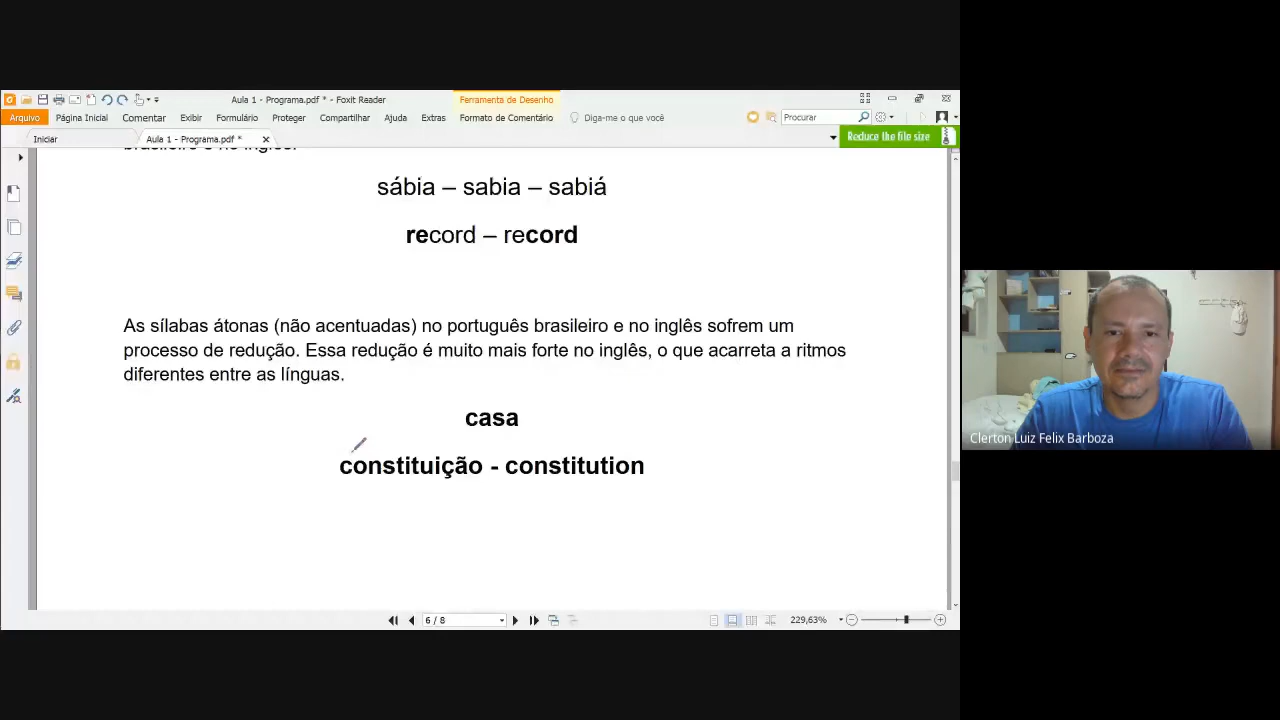 Aula 1 - Programa.pdf * - Foxit Reader
Ferramenta de Desenho
Arquivo Página Inicial Comentar Exibir Formulário Proteger Compartilhar Ajuda Extras Formato de Comentário Diga-me o que você Procurar
Iniciar Aula 1 - Programa.pdf * Reduce the file size
brasileiro e no inglês.
sábia – sabia – sabiá
record – record
As sílabas átonas (não acentuadas) no português brasileiro e no inglês sofrem um
processo de redução. Essa redução é muito mais forte no inglês, o que acarreta a ritmos
diferentes entre as línguas.
casa
constituição - constitution
Clerton Luiz Felix Barboza
6 / 8 229,63%